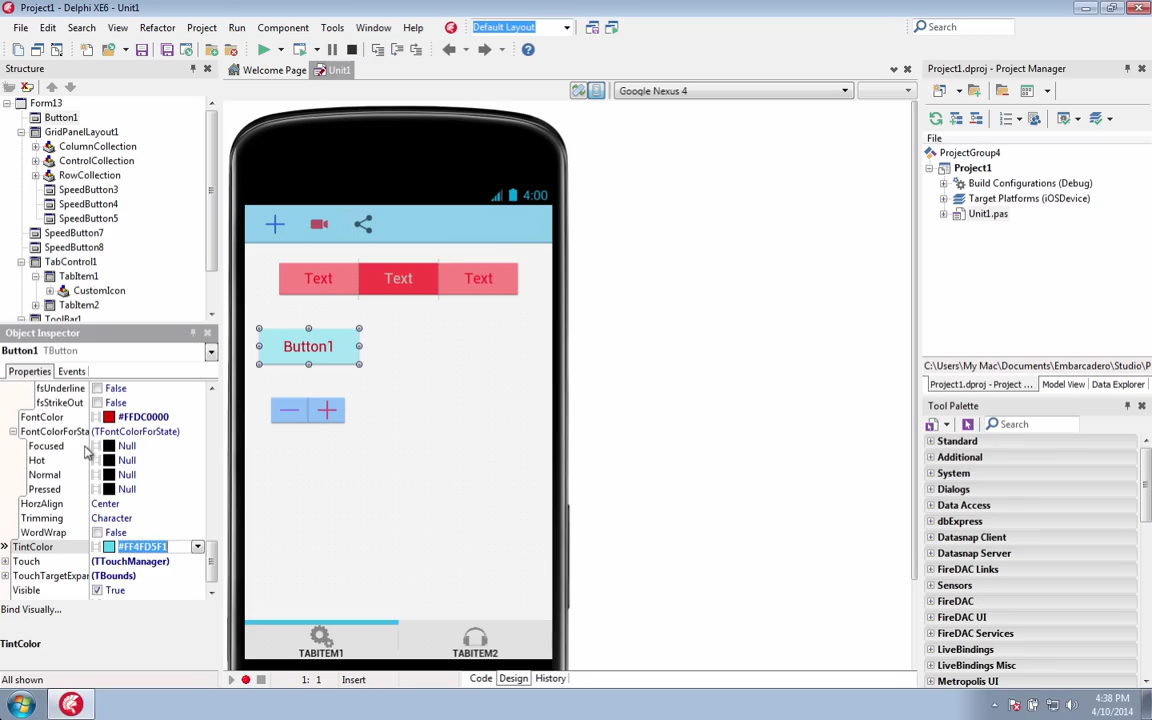 Project1 - Delphi XE6 - Unit1
File Edit Search View Refactor Project Run Component Tools Window Help
Default Layout
Search
Structure
Form13
Button1
GridPanelLayout1
ColumnCollection
ControlCollection
RowCollection
SpeedButton3
SpeedButton4
SpeedButton5
SpeedButton7
SpeedButton8
TabControl1
TabItem1
CustomIcon
TabItem2
ToolBar1
Object Inspector
Button1 TButton
Properties Events
fsUnderline False
fsStrikeOut False
FontColor #FFDC0000
FontColorForSta (TFontColorForState)
Focused Null
Hot Null
Normal Null
Pressed Null
HorzAlign Center
Trimming Character
WordWrap False
TintColor #FF4FD5F1
Touch (TTouchManager)
TouchTargetExpan (TBounds)
Visible True
Bind Visually...
TintColor
All shown
Welcome Page Unit1
Google Nexus 4
4:00
Text Text Text
Button1
TABITEM1 TABITEM2
1: 1 Insert Code Design History
Project1.dproj - Project Manager
File
ProjectGroup4
Project1
Build Configurations (Debug)
Target Platforms (iOSDevice)
Unit1.pas
C:\Users\My Mac\Documents\Embarcadero\Studio\P
Project1.dproj - Project ... Model View Data Explorer
Tool Palette
Search
Standard
Additional
System
Dialogs
Data Access
dbExpress
Datasnap Client
Datasnap Server
FireDAC Links
Sensors
FireDAC
FireDAC UI
FireDAC Services
LiveBindings
LiveBindings Misc
Metropolis UI
4:38 PM
4/10/2014